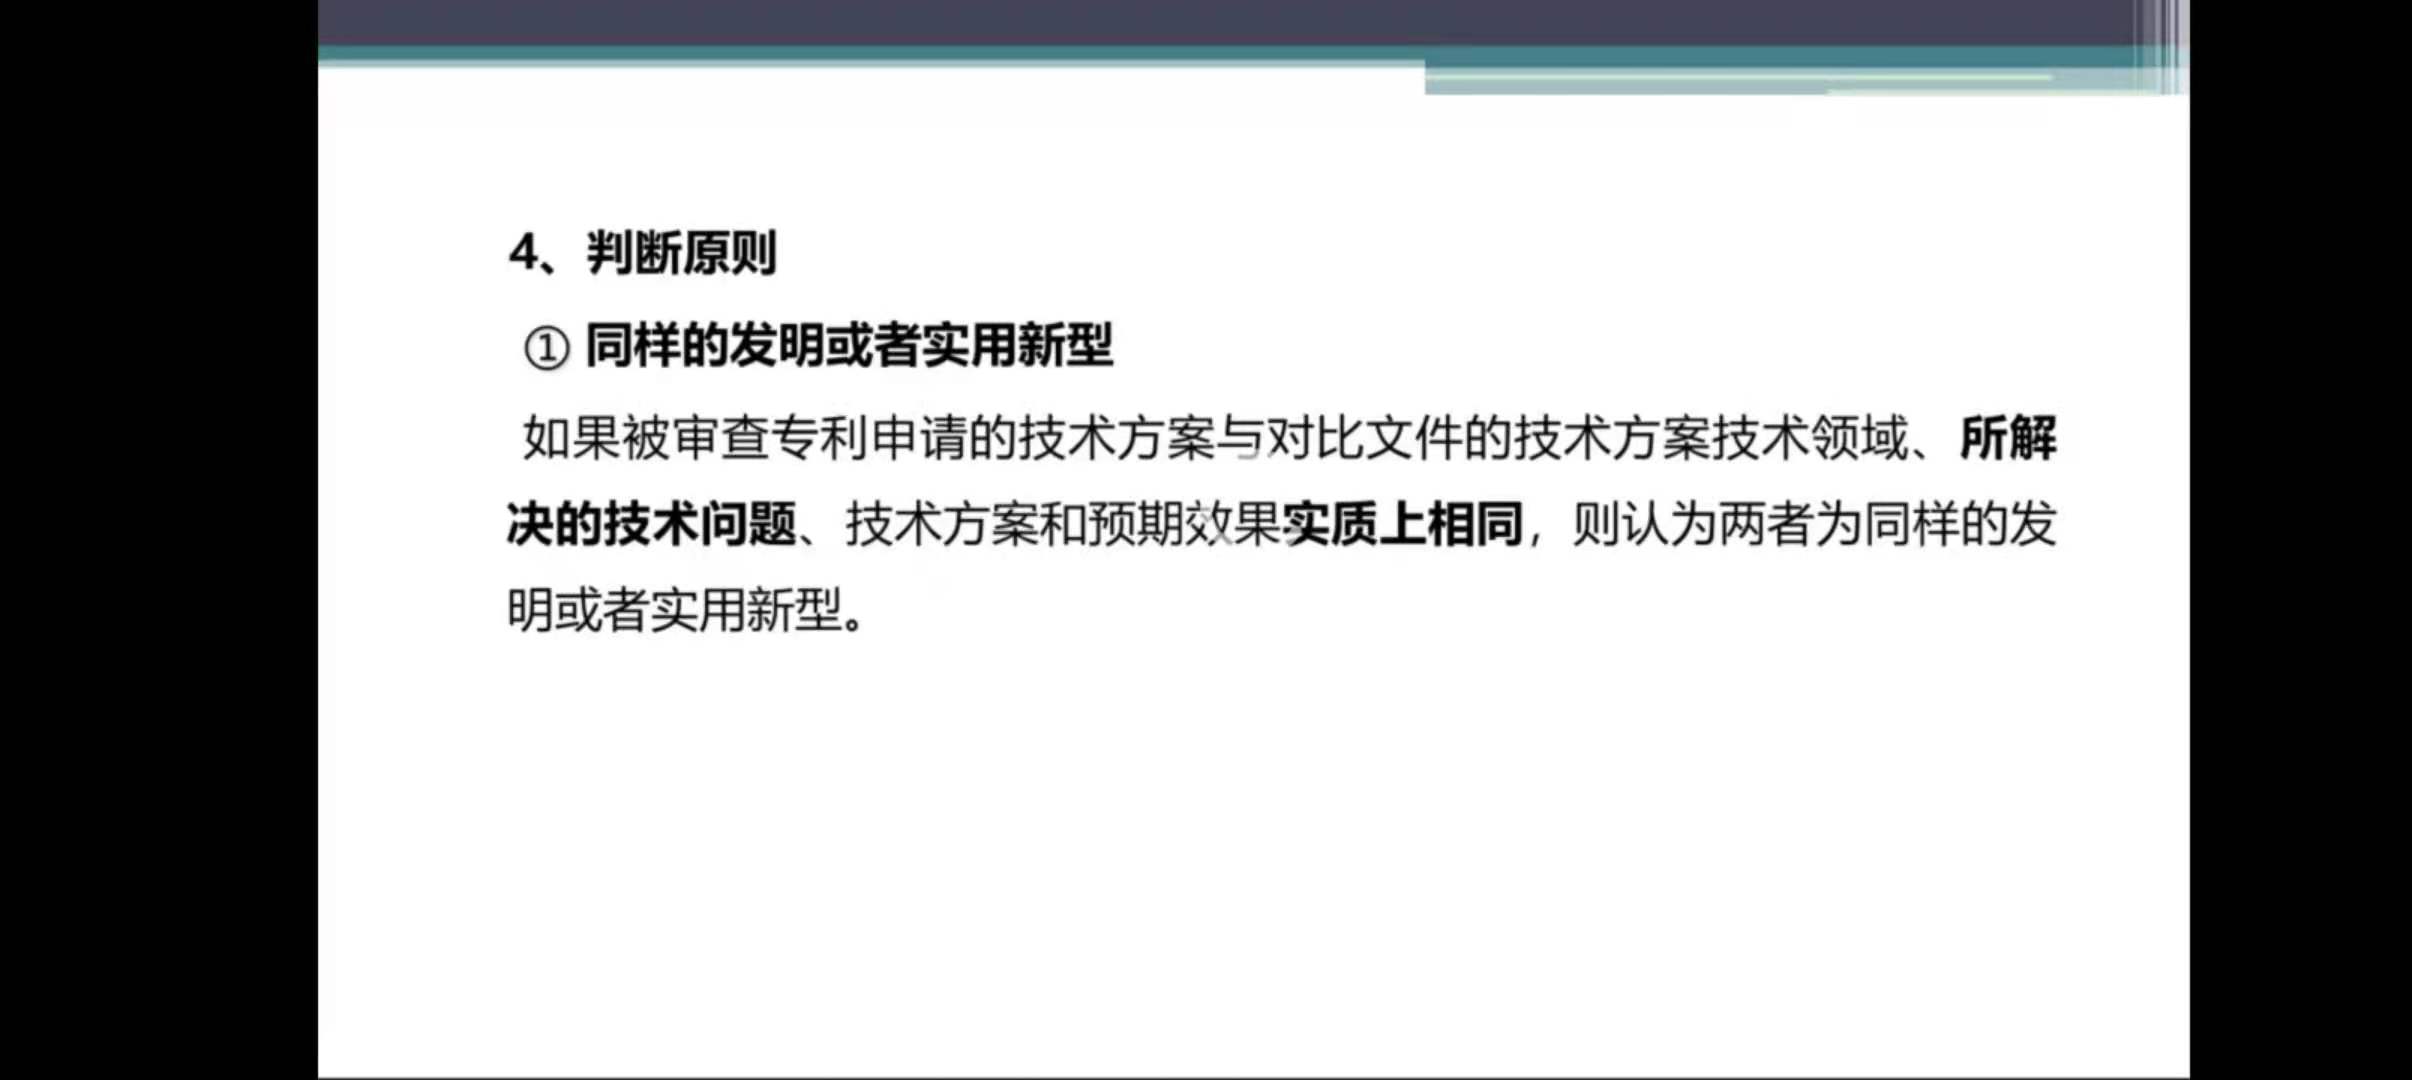 4、判断原则
① 同样的发明或者实用新型
如果被审查专利申请的技术方案与对比文件的技术方案技术领域、所解
决的技术问题、技术方案和预期效果实质上相同，则认为两者为同样的发
明或者实用新型。